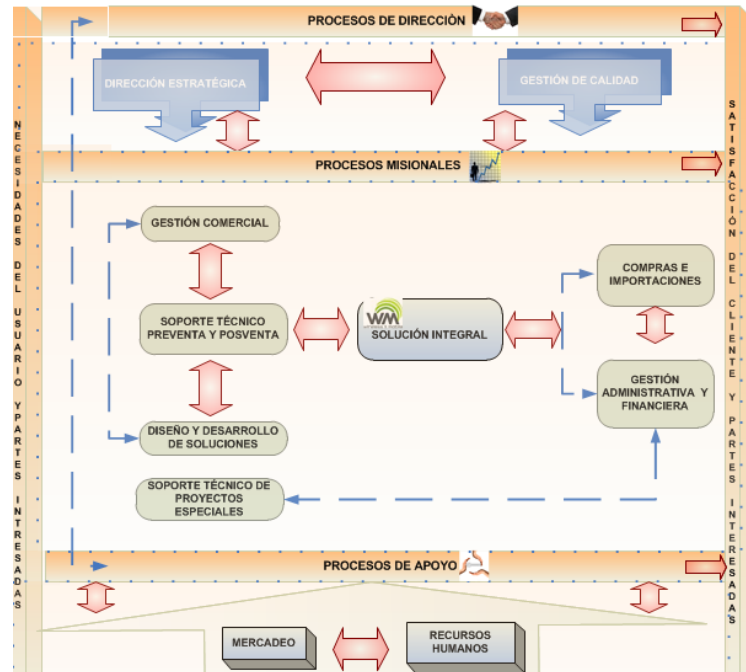 PROCESOS DE DIRECCIÓN
DIRECCIÓN ESTRATÉGICA
GESTIÓN DE CALIDAD
NECESIDADES DEL USUARIO YPARTES INTRESADAS
SATISFACCIÓN DEL CLIENTE Y PARTES INTERESADAS
PROCESOS MISIONALES
GESTIÓN COMERCIAL
COMPRAS E
IMPORTACIONES
SOPORTE TÉCNICO
PREVENTA Y POSVENTA
WM
SOLUCIÓN INTEGRAL
GESTIÓN
ADMINISTRATIVA Y
FINANCIERA
DISEÑO Y DESARROLLO
DE SOLUCIONES
SOPORTE TÉCNICO DE
PROYECTOS
ESPECIALES
PROCESOS DE APOYO
MERCADEO
RECURSOS
HUMANOS